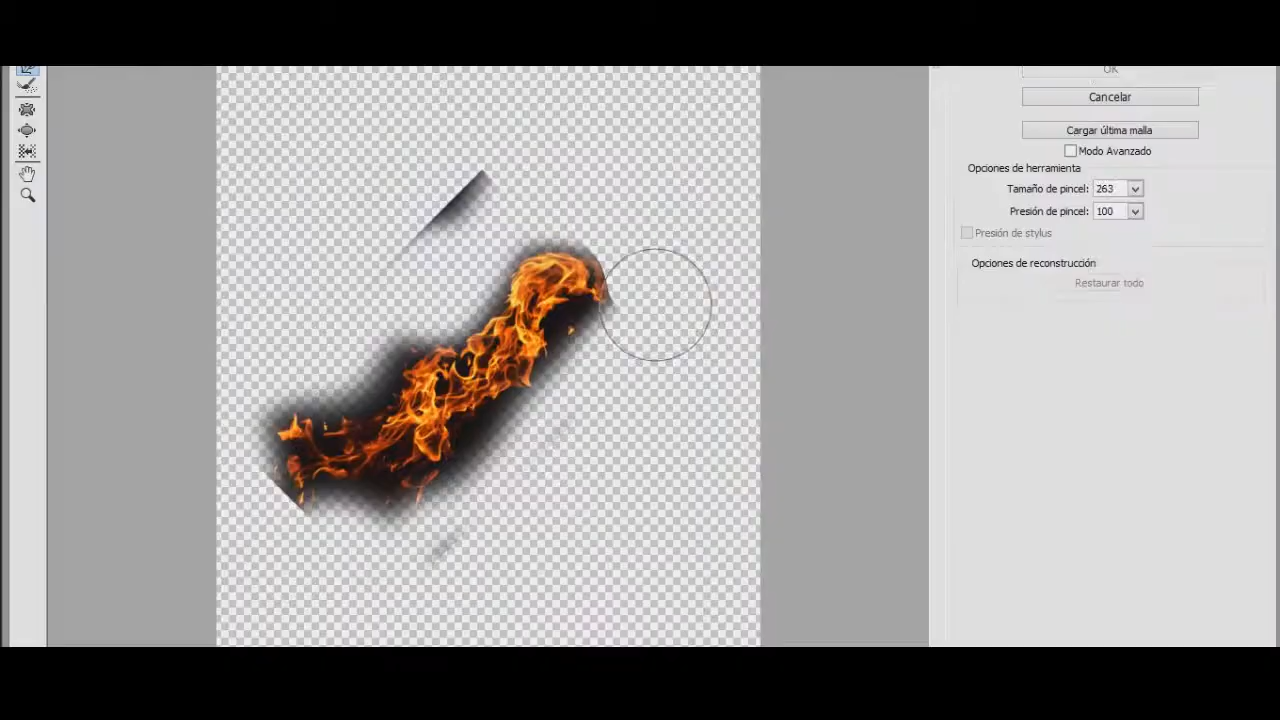 OK
Cancelar
Cargar última malla
Modo Avanzado
Opciones de herramienta
Tamaño de pincel: 263
Presión de pincel: 100
Presión de stylus
Opciones de reconstrucción
Restaurar todo